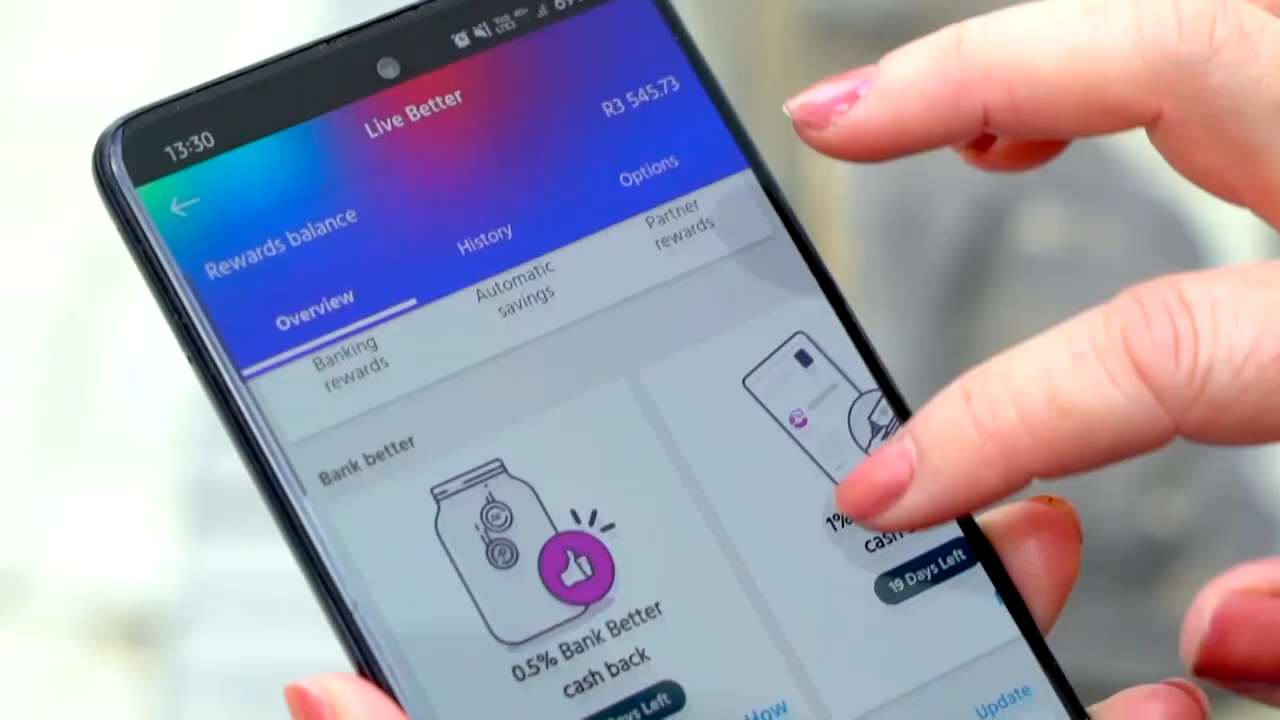 13:30
Live Better
Rewards balance
R3 545.73
Overview
History
Options
Banking
rewards
Automatic
savings
Partner
rewards
Bank better
0.5% Bank Better
cash back
Days Left
How
1%
cash
19 Days Left
Update